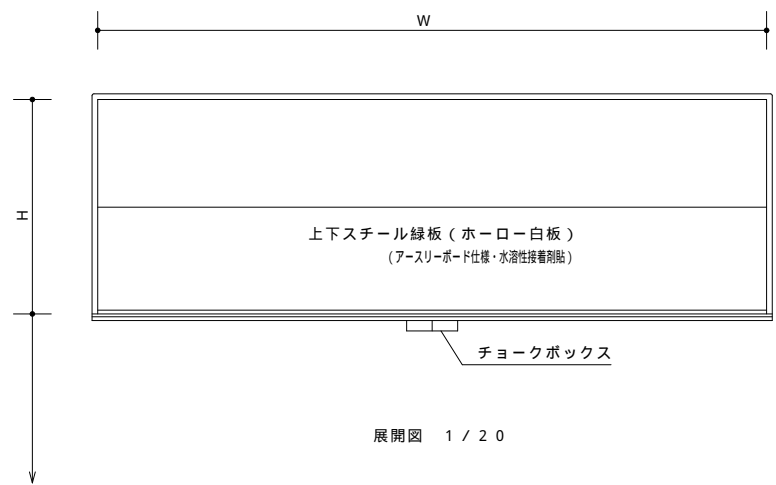 W
H
上下スチール緑板(ホーロー白板)
(アースリーボード仕様・水溶性接着剤貼)
チョークボックス
展開図 1/20